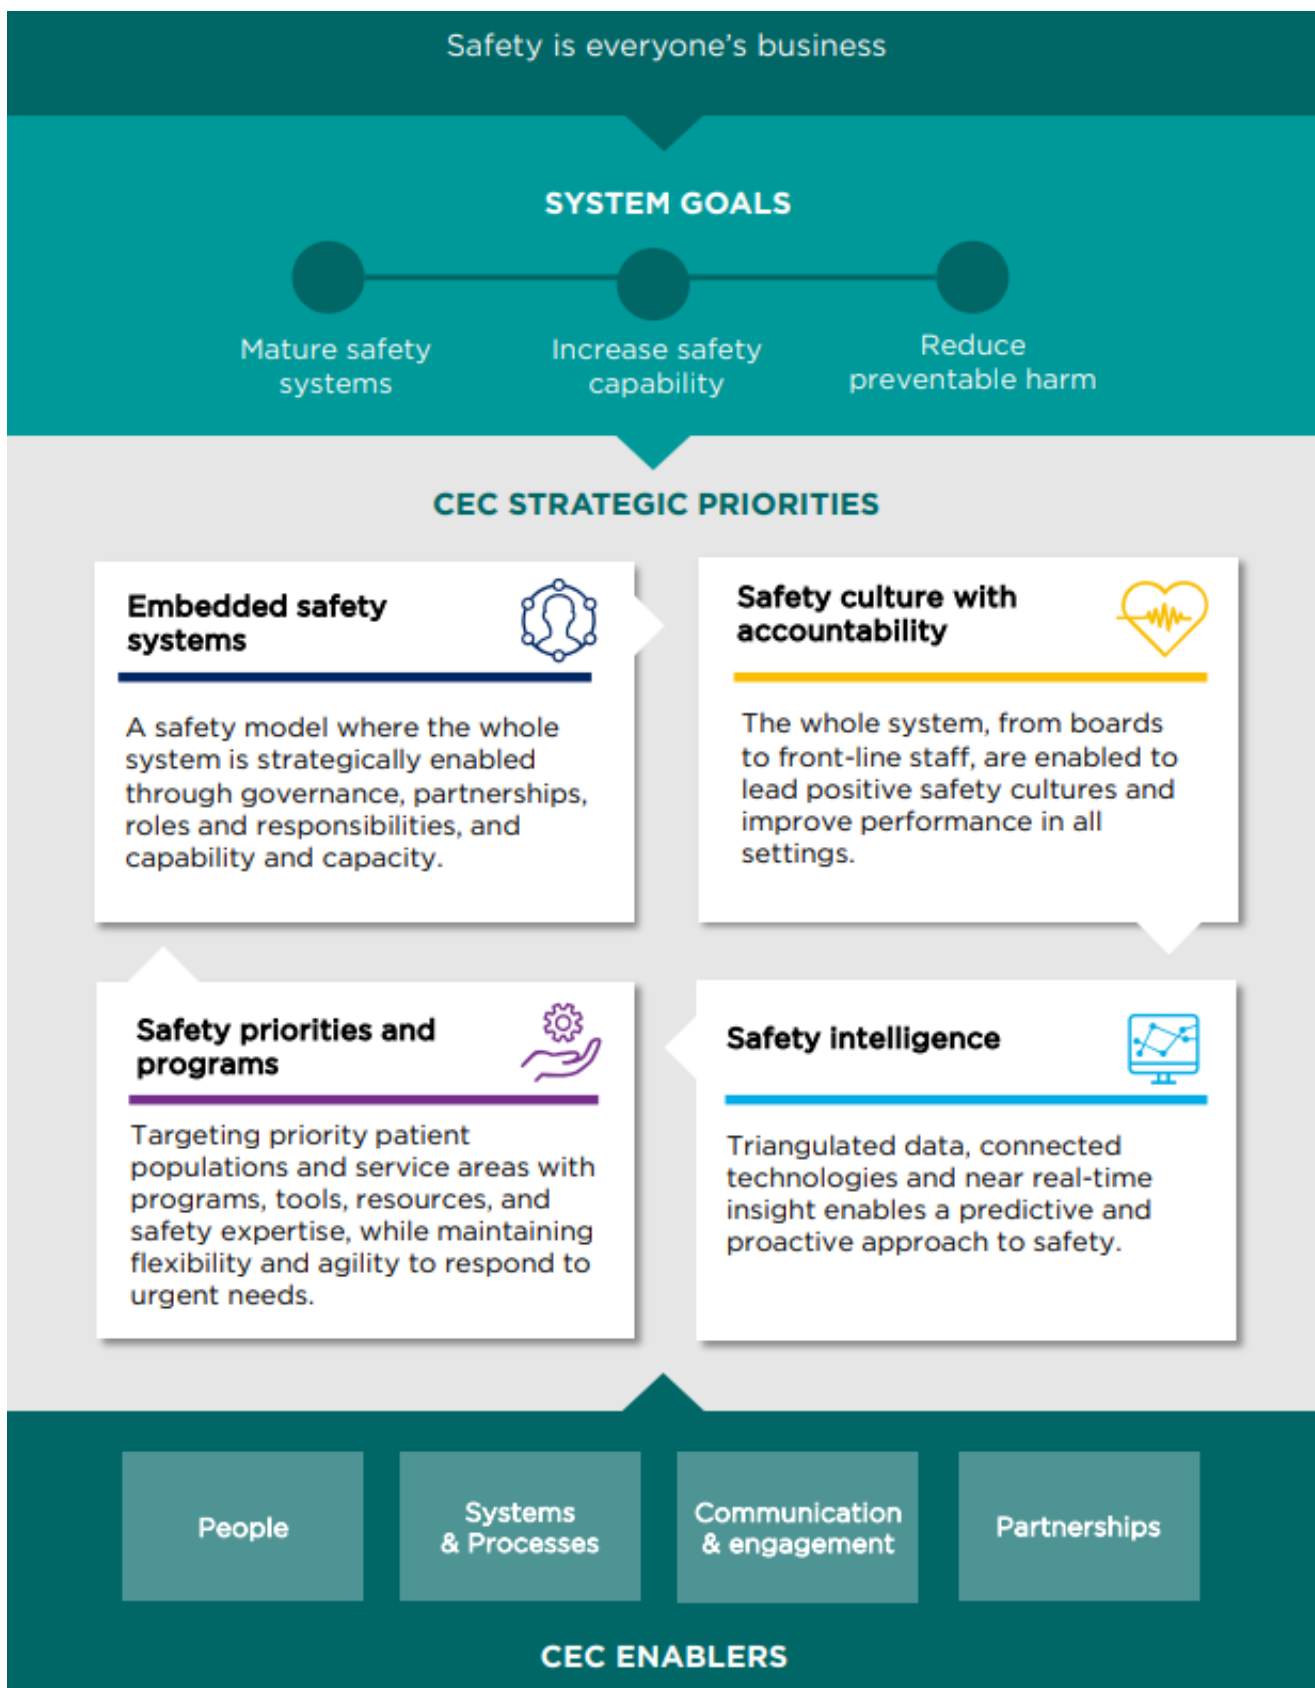 Safety is everyone's business
SYSTEM GOALS
Mature safety
systems
Increase safety
capability
Reduce
preventable harm
CEC STRATEGIC PRIORITIES
Embedded safety
systems
A safety model where the whole
system is strategically enabled
through governance, partnerships,
roles and responsibilities, and
capability and capacity.
Safety culture with
accountability
The whole system, from boards
to front-line staff, are enabled to
lead positive safety cultures and
improve performance in all
settings.
Safety priorities and
programs
Targeting priority patient
populations and service areas with
programs, tools, resources, and
safety expertise, while maintaining
flexibility and agility to respond to
urgent needs.
Safety intelligence
Triangulated data, connected
technologies and near real-time
insight enables a predictive and
proactive approach to safety.
People
Systems
& Processes
Communication
& engagement
Partnerships
CEC ENABLERS